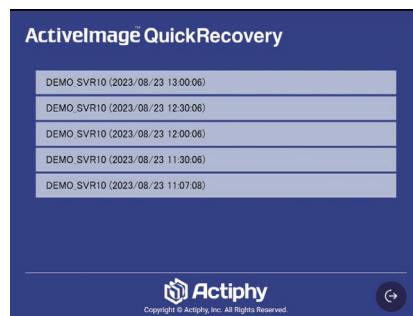 ActiveImage™ QuickRecovery
DEMO_SVR10 (2023/08/23 13:00:06)
DEMO_SVR10 (2023/08/23 12:30:06)
DEMO_SVR10 (2023/08/23 12:00:06)
DEMO_SVR10 (2023/08/23 11:30:06)
DEMO_SVR10 (2023/08/23 11:07:08)
Actiphy
Copyright © Actiphy, Inc. All Rights Reserved.